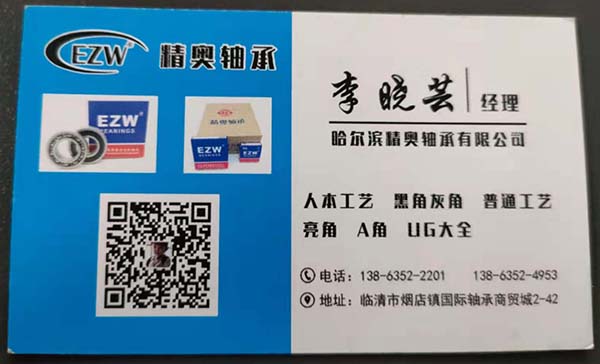 EZW® 精奥轴承
EZW
BEARINGS
EZW
李晓芸 经理
哈尔滨精奥轴承有限公司
人本工艺 黑角灰角 普通工艺
亮角 A角 UG大全
电话: 138-6352-2201 138-6352-4953
地址: 临清市烟店镇国际轴承商贸城2-42